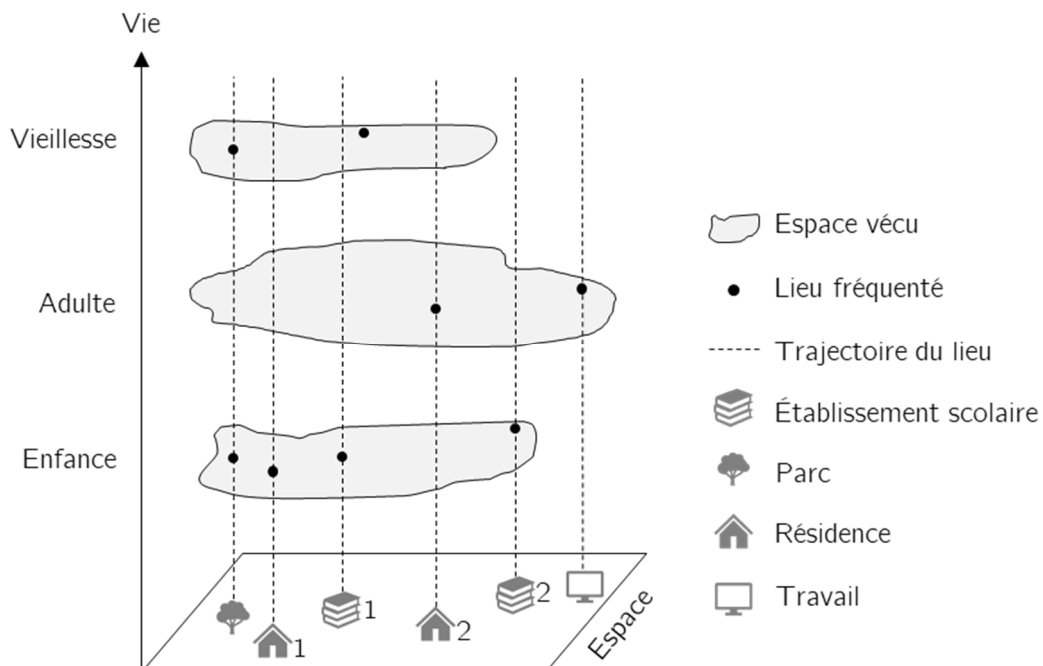 Vie
Vieillesse
Adulte
Enfance
1
1
2
2
Espace
Espace vécu
Lieu fréquenté
Trajectoire du lieu
Établissement scolaire
Parc
Résidence
Travail